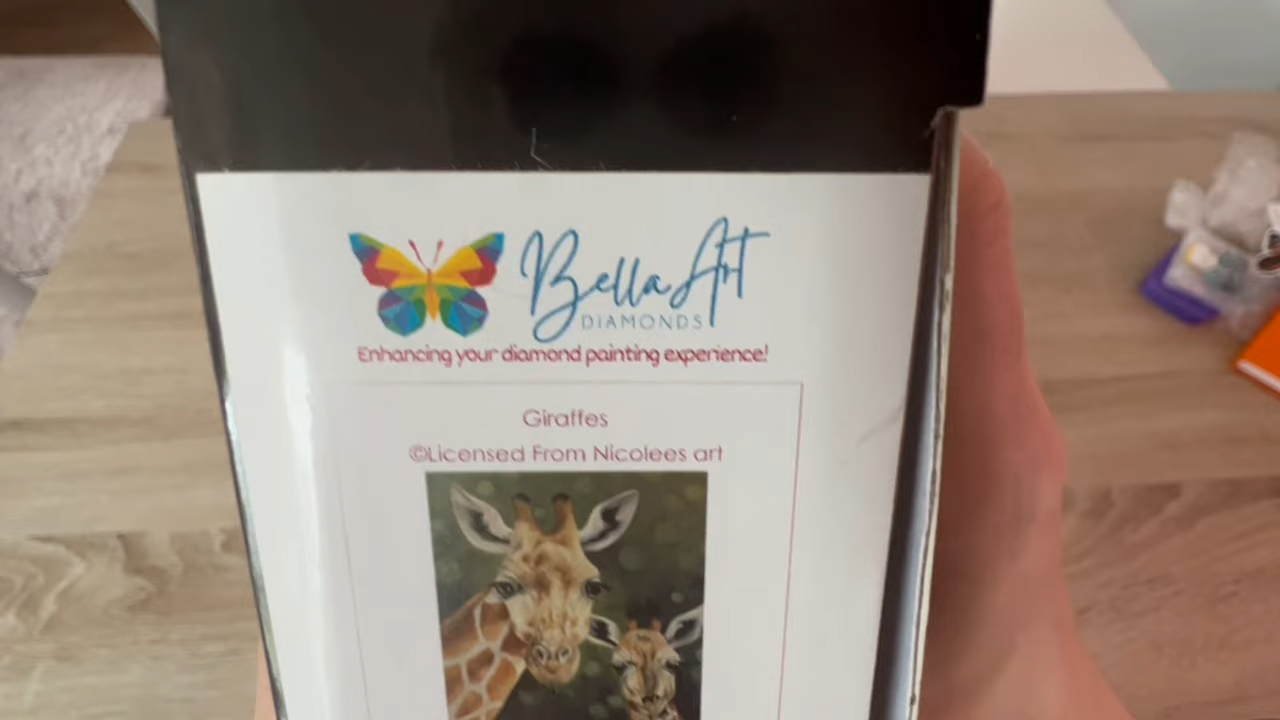 Bella Art
DIAMONDS
Enhancing your diamond painting experience!
Giraffes
©Licensed From Nicolees art